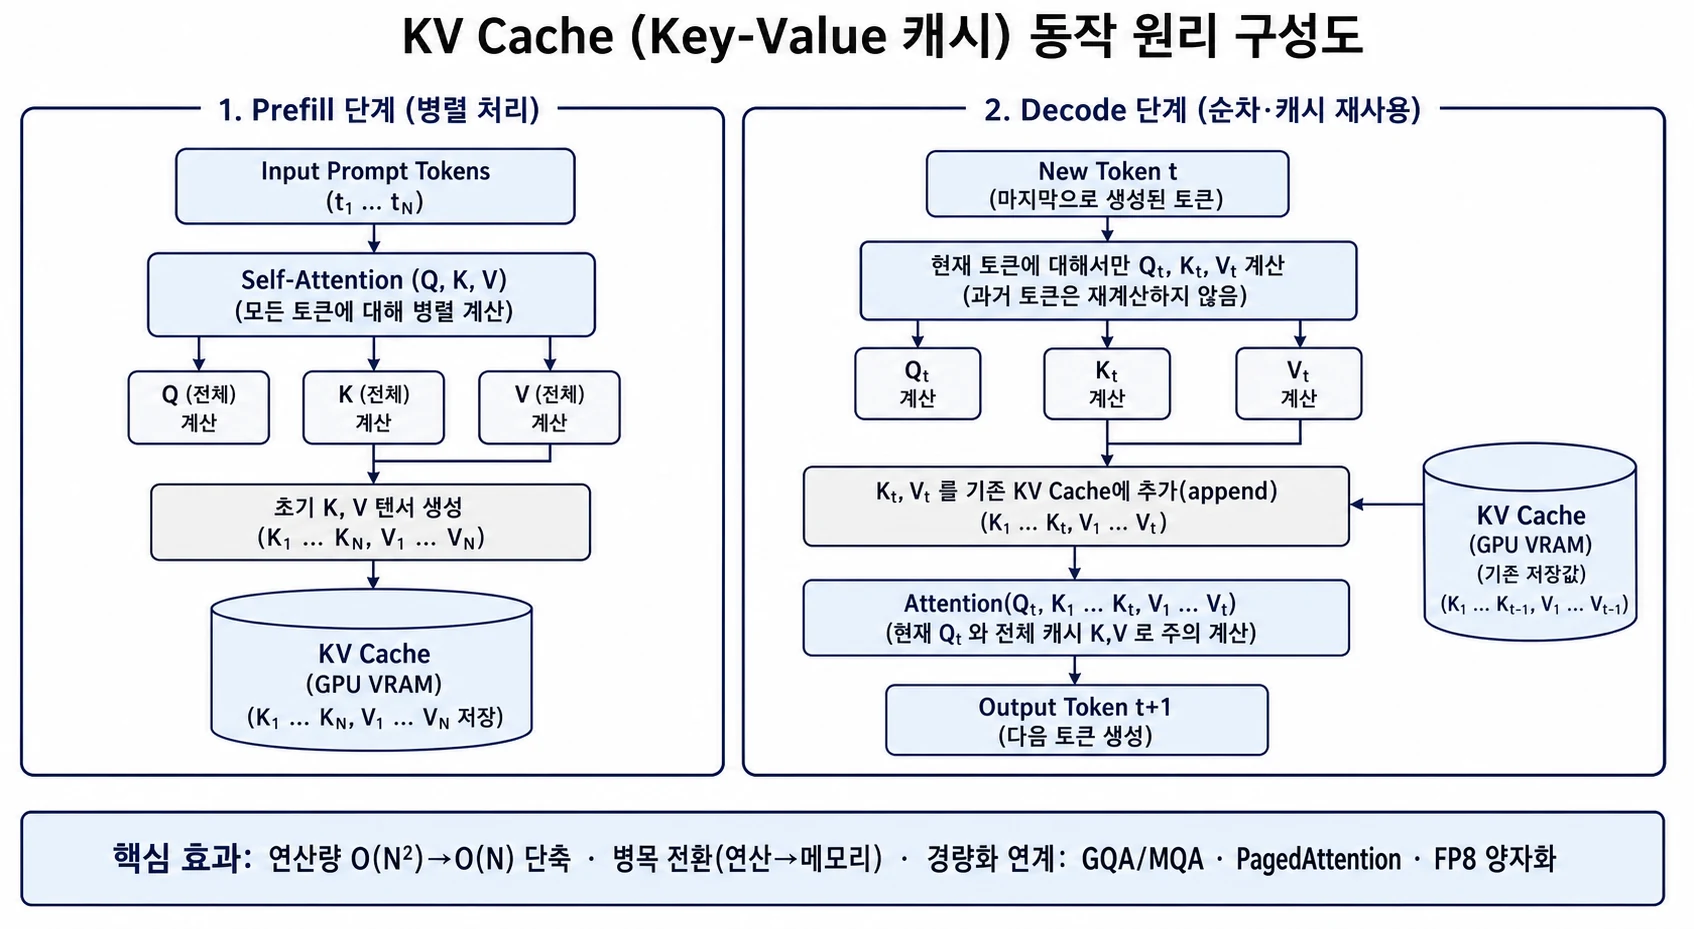 KV Cache (Key-Value 캐시) 동작 원리 구성도
1. Prefill 단계 (병렬 처리)
Input Prompt Tokens
(t₁ ... t_N)
Self-Attention (Q, K, V)
(모든 토큰에 대해 병렬 계산)
Q (전체)
계산
K (전체)
계산
V (전체)
계산
초기 K, V 텐서 생성
(K₁ ... K_N, V₁ ... V_N)
KV Cache
(GPU VRAM)
(K₁ ... K_N, V₁ ... V_N 저장)
2. Decode 단계 (순차·캐시 재사용)
New Token t
(마지막으로 생성된 토큰)
현재 토큰에 대해서만 Qₜ, Kₜ, Vₜ 계산
(과거 토큰은 재계산하지 않음)
Qₜ
계산
Kₜ
계산
Vₜ
계산
Kₜ, Vₜ 를 기존 KV Cache에 추가(append)
(K₁ ... Kₜ, V₁ ... Vₜ)
KV Cache
(GPU VRAM)
(기존 저장값)
(K₁ ... Kₜ₋₁, V₁ ... Vₜ₋₁)
Attention(Qₜ, K₁ ... Kₜ, V₁ ... Vₜ)
(현재 Qₜ 와 전체 캐시 K,V 로 주의 계산)
Output Token t+1
(다음 토큰 생성)
핵심 효과: 연산량 O(N²)→O(N) 단축 · 병목 전환(연산→메모리) · 경량화 연계: GQA/MQA · PagedAttention · FP8 양자화